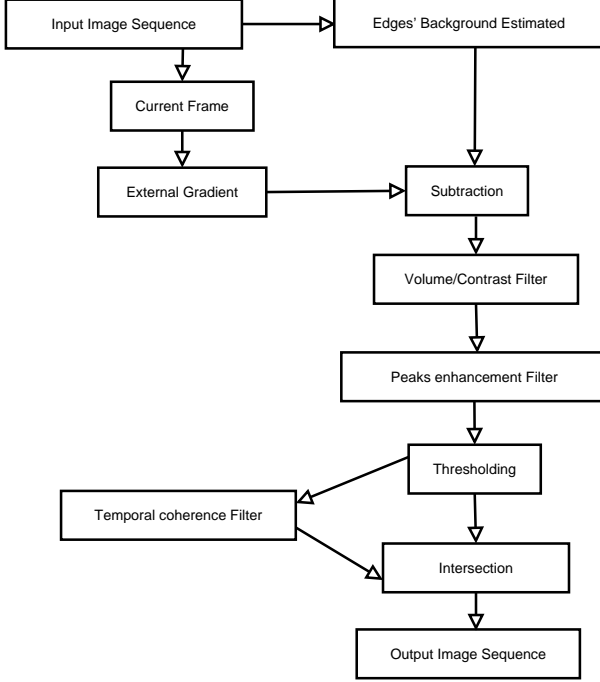 Input Image Sequence
Edges' Background Estimated
Current Frame
External Gradient
Subtraction
Volume/Contrast Filter
Peaks enhancement Filter
Thresholding
Temporal coherence Filter
Intersection
Output Image Sequence